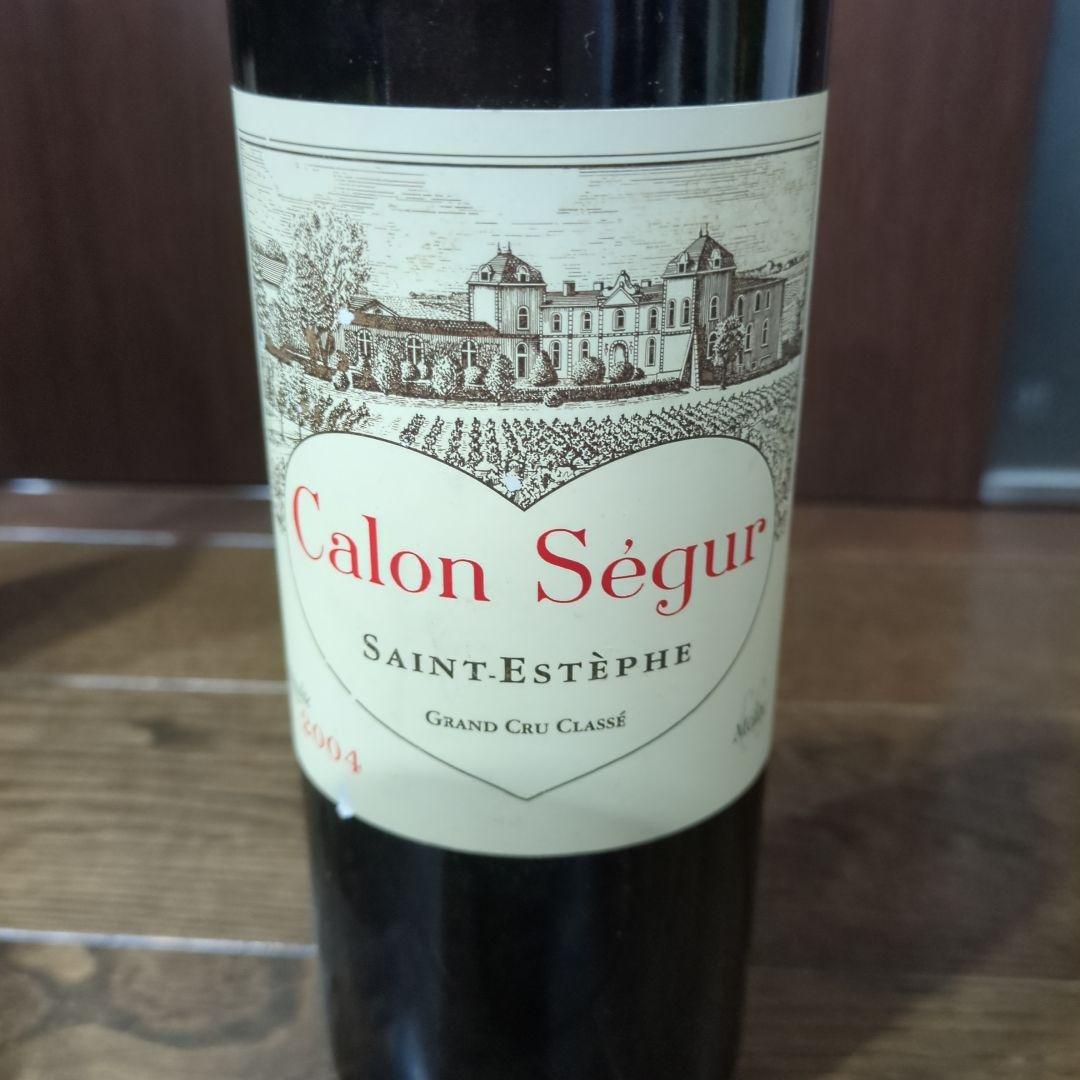 Calon Ségur
SAINT-ESTÈPHE
GRAND CRU CLASSÉ
2004